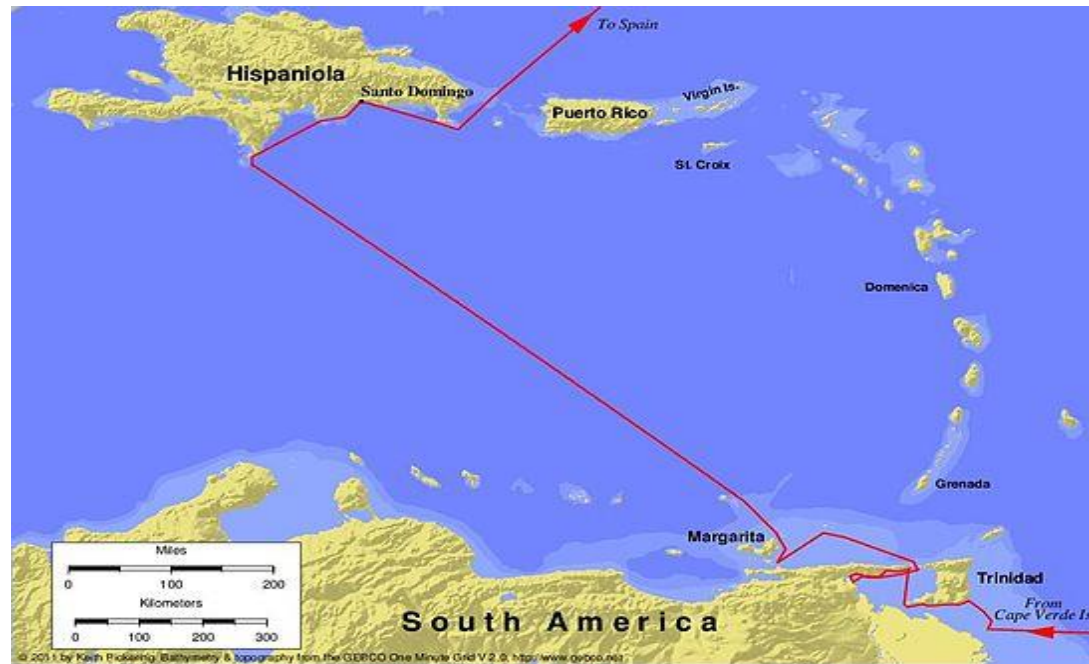 To Spain
Hispaniola
Santo Domingo
Puerto Rico
Virgin Is.
St. Croix
Domenica
Grenada
Margarita
Trinidad
From
Cape Verde Is
South America
Miles
0 100 200
Kilometers
0 100 200 300
© 2011 by Keith Pickering. Bathymetry & topography from the GEBCO One Minute Grid V 2.0, http://www.gebco.net